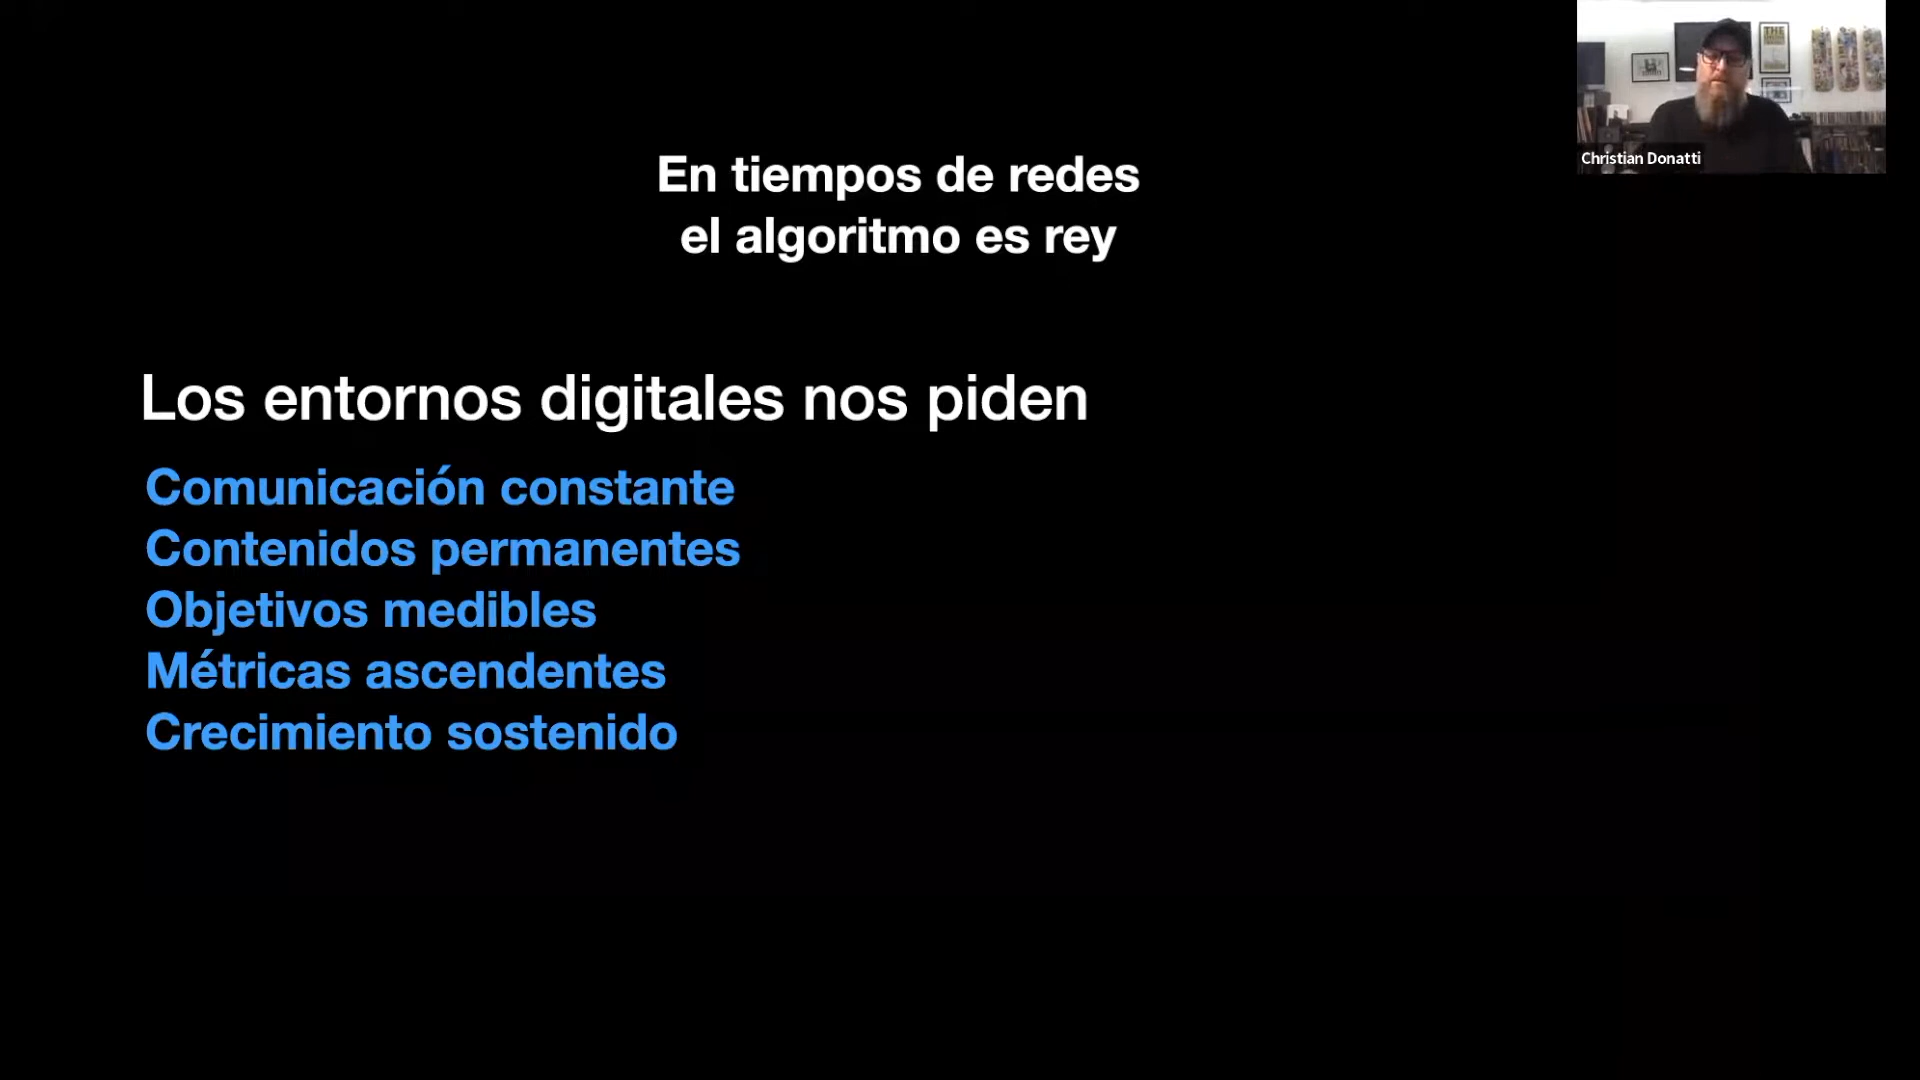 En tiempos de redes
el algoritmo es rey
Los entornos digitales nos piden
Comunicación constante
Contenidos permanentes
Objetivos medibles
Métricas ascendentes
Crecimiento sostenido
THE
Christian Donatti